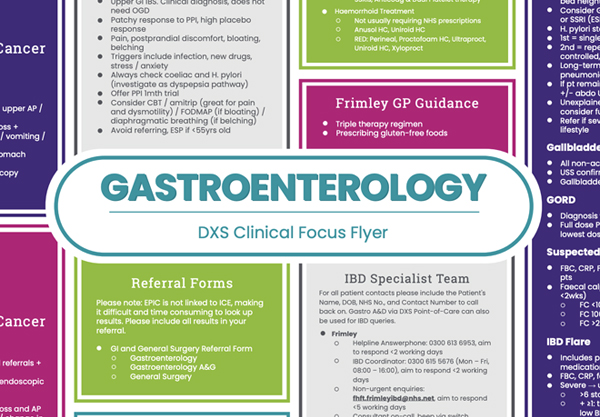 Upper GI IBS. Clinical diagnosis, does not
need OGD
Patchy response to PPI, high placebo
response
Pain, postprandial discomfort, bloating,
belching
Triggers include infection, new drugs,
stress / anxiety
Always check coeliac and H. pylori
(investigate as dyspepsia pathway)
Offer PPI 1mth trial
Consider CBT / amitrip (great for pain
and dysmotility) / FODMAP (if bloating) /
diaphragmatic breathing (if belching)
Avoid referring, ESP if <55yrs old
Cancer
upper AP /
oss +
/ vomiting /
omach
copy
Haemorrhoid Treatment
Not usually requiring NHS prescriptions
Anusol HC, Uniroid HC
RED: Perineal, Proctofoam HC, Ultraproct,
Uniroid HC, Xyloproct
Frimley GP Guidance
Triple therapy regimen
Prescribing gluten-free foods
Consider G
or SSRI (ES
H. pylori st
1st = single
2nd = repe
controlled,
Long-term
pneumoni
If pt remai
+/- abdo U
Unexplaine
consider fu
Refer if sev
lifestyle
Gallbladde
All non-ac
USS confir
Gallbladde
GORD
Diagnosis
Full dose P
lowest dos
Suspected
FBC, CRP, F
pts
Faecal calp
<2wks)
FC <10
FC 100
FC >2
IBD Flare
Includes p
medication
FBC, CRP, f
Severe → u
>6 sto
+ ≥1: t
low B
GASTROENTEROLOGY
DXS Clinical Focus Flyer
Referral Forms
Please note: EPIC is not linked to ICE, making
it difficult and time consuming to look up
results. Please include all results in your
referral.
GI and General Surgery Referral Form
Gastroenterology
Gastroenterology A&G
General Surgery
IBD Specialist Team
For all patient contacts please include the Patient's
Name, DOB, NHS No., and Contact Number to call
back on. Gastro A&G via DXS Point-of-Care can also
be used for IBD queries.
Frimley
Helpline Answerphone: 0300 613 6953, aim
to respond <2 working days
IBD Coordinator: 0300 615 5676 (Mon – Fri,
08:00 – 16:00), aim to respond <2 working
days
Non-urgent enquiries:
fhft.frimleyibd@nhs.net, aim to respond
<5 working days
Consultant on-call, been via switch
Cancer
referrals +
endoscopic
oss and AP